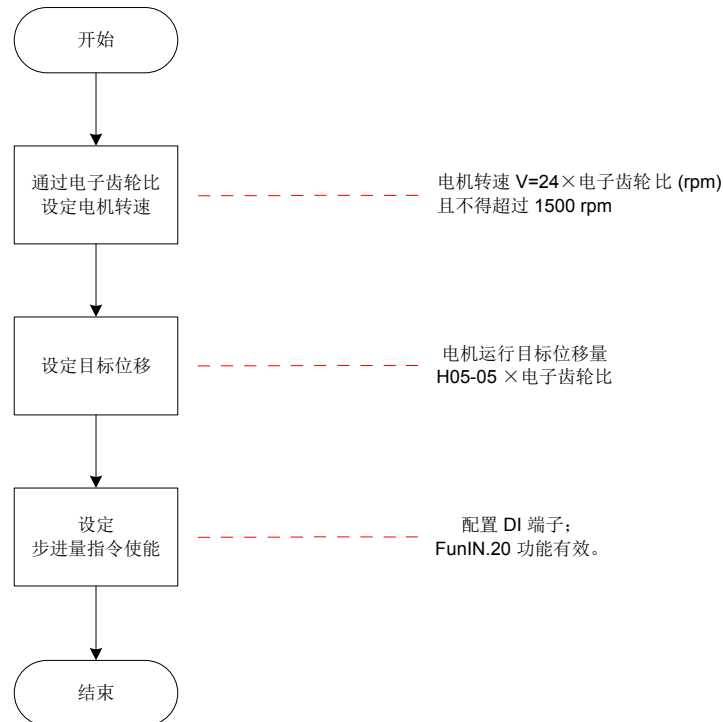 开始
通过电子齿轮比
设定电机转速
电机转速 V=24×电子齿轮比 (rpm)
且不得超过 1500 rpm
设定目标位移
电机运行目标位移量
H05-05 ×电子齿轮比
设定
步进量指令使能
配置 DI 端子；
FunIN.20 功能有效。
结束